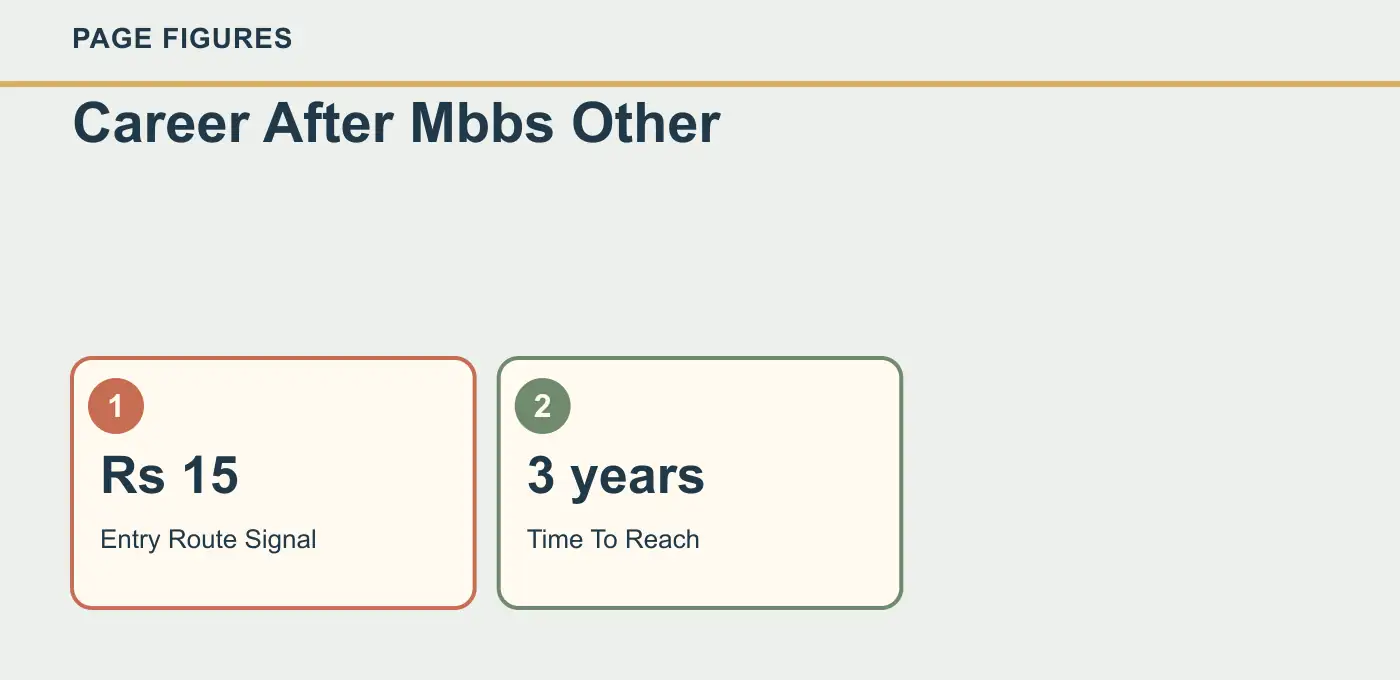 PAGE FIGURES
Career After Mbbs Other
1
Rs 15
Entry Route Signal
2
3 years
Time To Reach